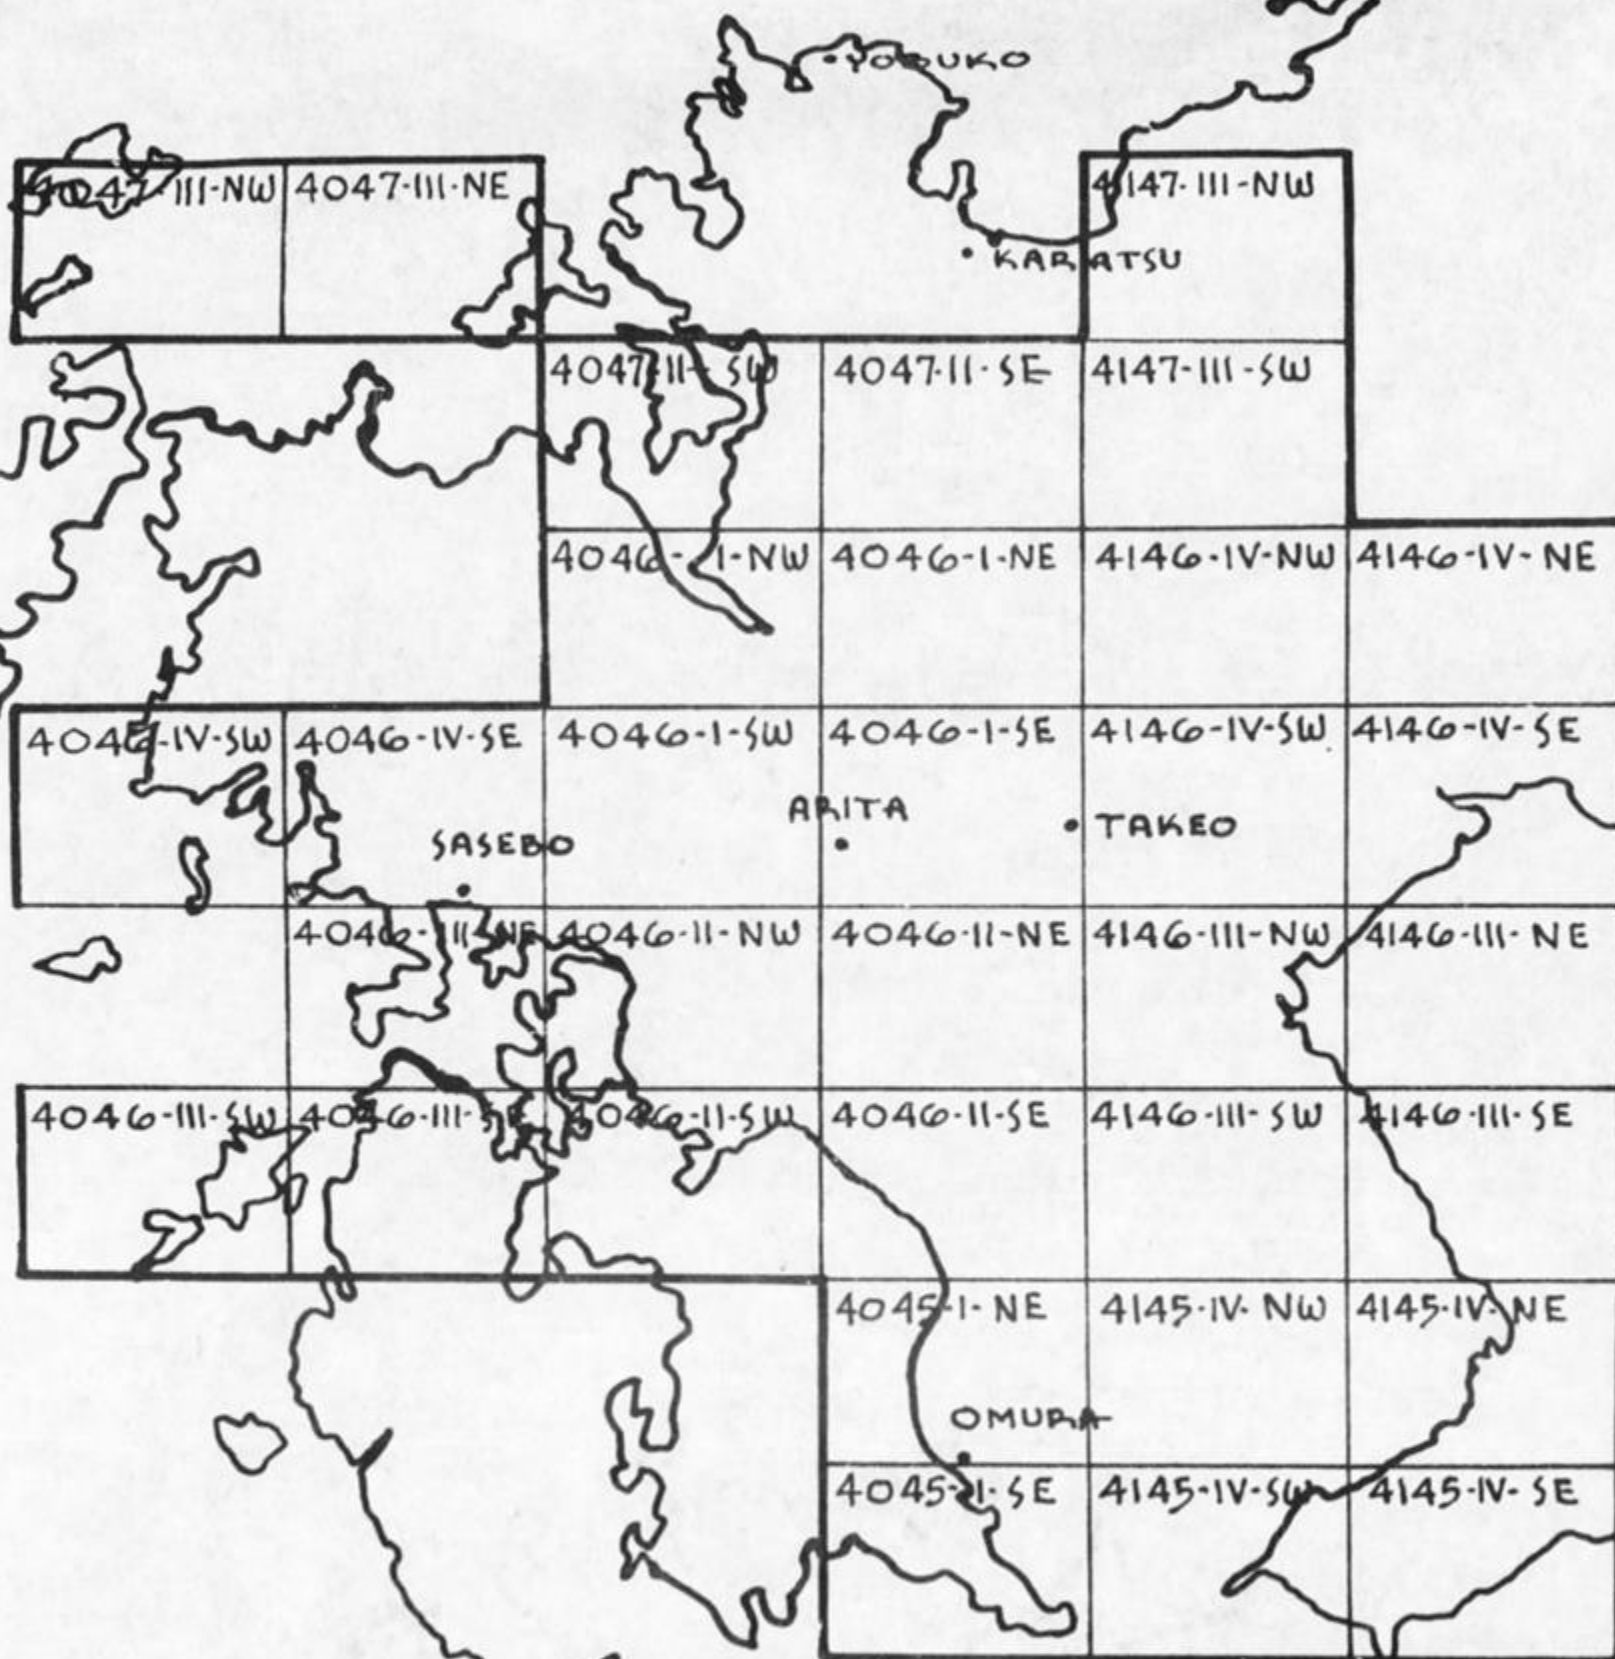 YOBUKO
4047-III-NW 4047-III-NE 4147-III-NW
KARATSU
4047-II-SW 4047-II-SE 4147-III-SW
4046-I-NW 4046-I-NE 4146-IV-NW 4146-IV-NE
4046-IV-SW 4046-IV-SE 4046-I-SW 4046-I-SE 4146-IV-SW 4146-IV-SE
ARITA
TAKEO
SASEBO
4046-III-NE 4046-II-NW 4046-II-NE 4146-III-NW 4146-III-NE
4046-III-SW 4046-III-SE 4046-II-SW 4046-II-SE 4146-III-SW 4146-III-SE
4045-I-NE 4145-IV-NW 4145-IV-NE
OMURA
4045-I-SE 4145-IV-SW 4145-IV-SE